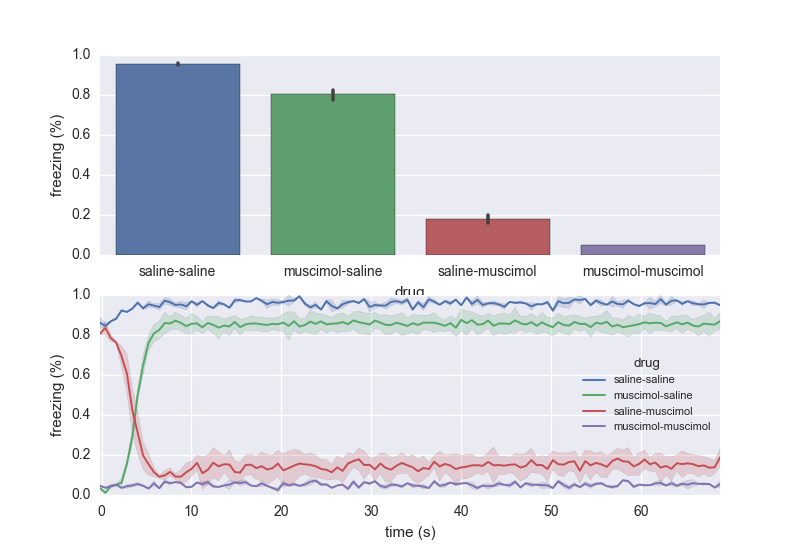 1.0
0.8
0.6
0.4
0.2
0.0
freezing (%)
saline-saline muscimol-saline saline-muscimol muscimol-muscimol
drug
1.0
0.8
0.6
0.4
0.2
0.0
freezing (%)
drug
saline-saline
muscimol-saline
saline-muscimol
muscimol-muscimol
0 10 20 30 40 50 60
time (s)